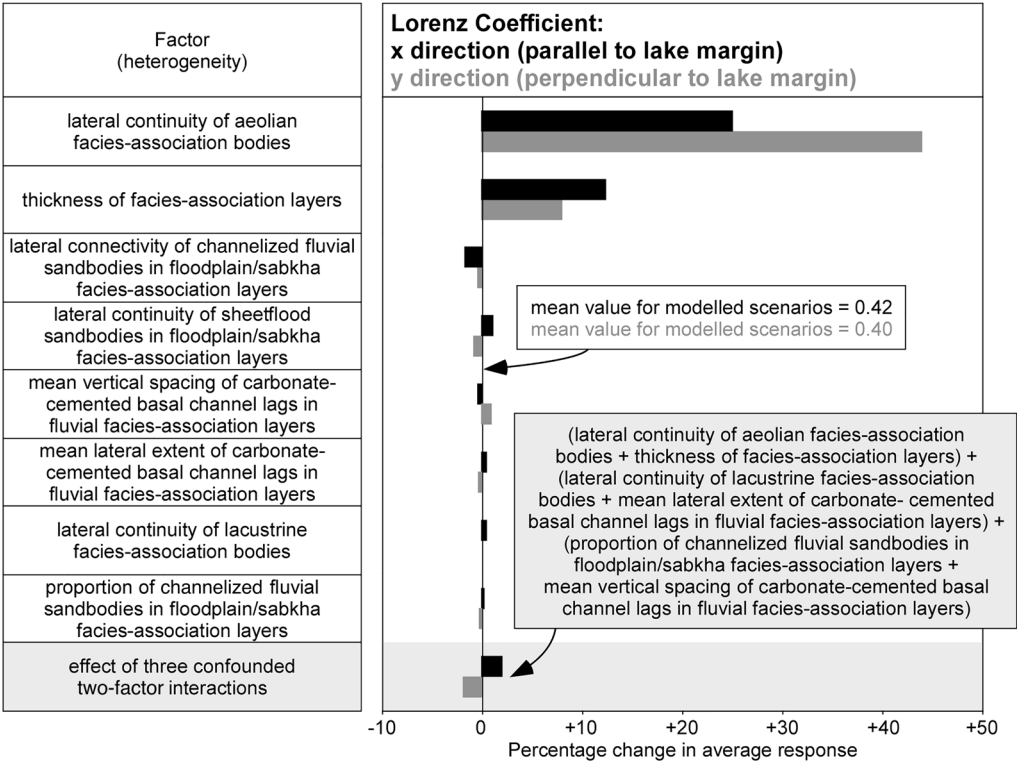 Factor
(heterogeneity)
Lorenz Coefficient:
x direction (parallel to lake margin)
y direction (perpendicular to lake margin)
lateral continuity of aeolian
facies-association bodies
thickness of facies-association layers
lateral connectivity of channelized fluvial
sandbodies in floodplain/sabkha
facies-association layers
lateral continuity of sheetflood
sandbodies in floodplain/sabkha
facies-association layers
mean vertical spacing of carbonate-
cemented basal channel lags in
fluvial facies-association layers
mean lateral extent of carbonate-
cemented basal channel lags in
fluvial facies-association layers
lateral continuity of lacustrine
facies-association bodies
proportion of channelized fluvial
sandbodies in floodplain/sabkha
facies-association layers
effect of three confounded
two-factor interactions
mean value for modelled scenarios = 0.42
mean value for modelled scenarios = 0.40
(lateral continuity of aeolian facies-association
bodies + thickness of facies-association layers) +
(lateral continuity of lacustrine facies-association
bodies + mean lateral extent of carbonate- cemented
basal channel lags in fluvial facies-association layers) +
(proportion of channelized fluvial sandbodies in
floodplain/sabkha facies-association layers +
mean vertical spacing of carbonate-cemented basal
channel lags in fluvial facies-association layers)
-10 0 +10 +20 +30 +40 +50
Percentage change in average response